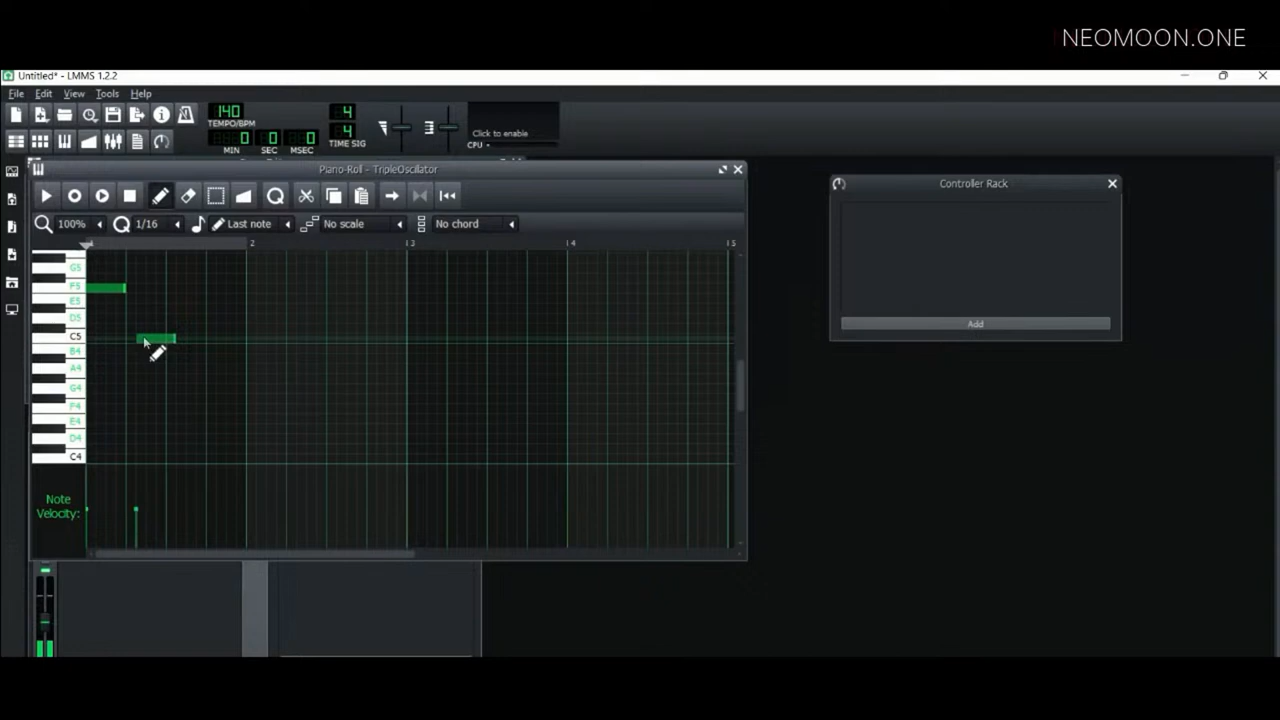 NEOMOON.ONE
Untitled* - LMMS 1.2.2
File Edit View Tools Help
140
TEMPO/BPM
0 0 0
MIN SEC MSEC
4
4
TIME SIG
Click to enable
CPU
Piano-Roll - TripleOscillator
Controller Rack
100% 1/16 Last note No scale No chord
2 13 14 15
G5
F5
E5
D5
C5
B4
A4
G4
F4
E4
D4
C4
Add
Note
Velocity: